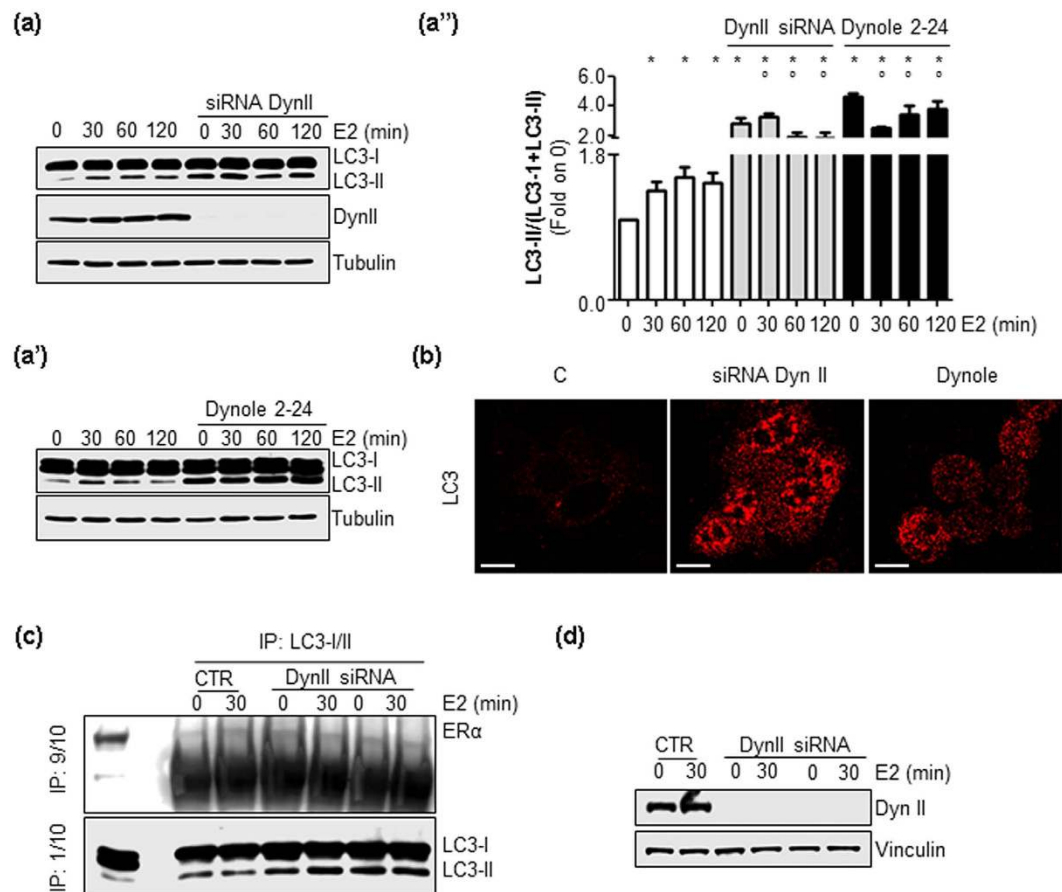 (a)
siRNA DynII
0 30 60 120 0 30 60 120 E2 (min)
LC3-I
LC3-II
DynII
Tubulin
(a'')
DynII siRNA Dynole 2-24
* * * * * * * * * * *
o o o o o o
LC3-II/(LC3-1+LC3-II)
(Fold on 0)
6.0
4.0
2.0
1.8
0.0
0 30 60 120 0 30 60 120 0 30 60 120 E2 (min)
(a')
Dynole 2-24
0 30 60 120 0 30 60 120 E2 (min)
LC3-I
LC3-II
Tubulin
(b)
C siRNA Dyn II Dynole
LC3
(c)
IP: LC3-I/II
CTR DynII siRNA
0 30 0 30 0 30 E2 (min)
IP: 9/10
ERα
IP: 1/10
LC3-I
LC3-II
(d)
CTR DynII siRNA
0 30 0 30 0 30 E2 (min)
Dyn II
Vinculin